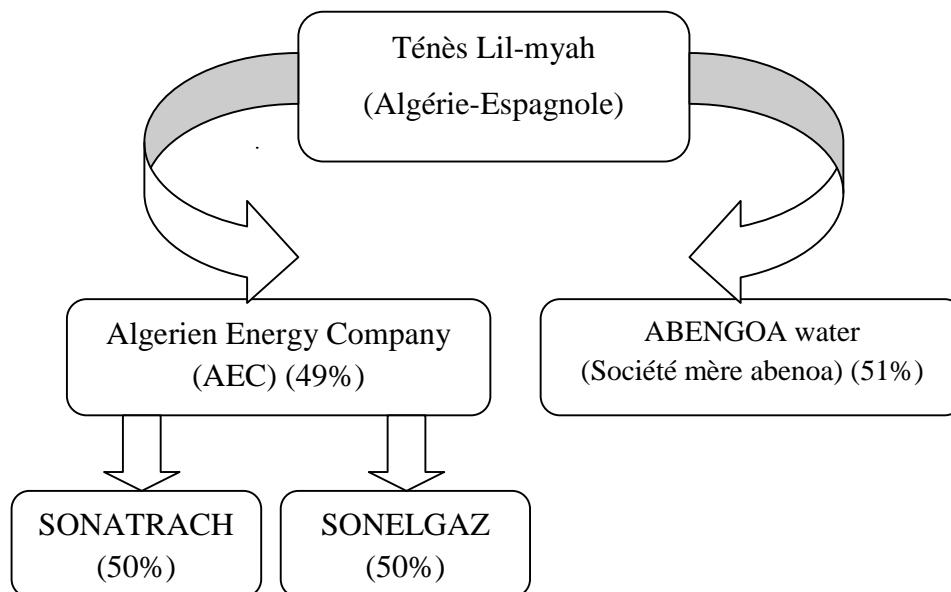 Ténès Lil-myah
(Algérie-Espagnole)
Algerien Energy Company
(AEC) (49%)
ABENGOA water
(Société mère abenoa) (51%)
SONATRACH
(50%)
SONELGAZ
(50%)